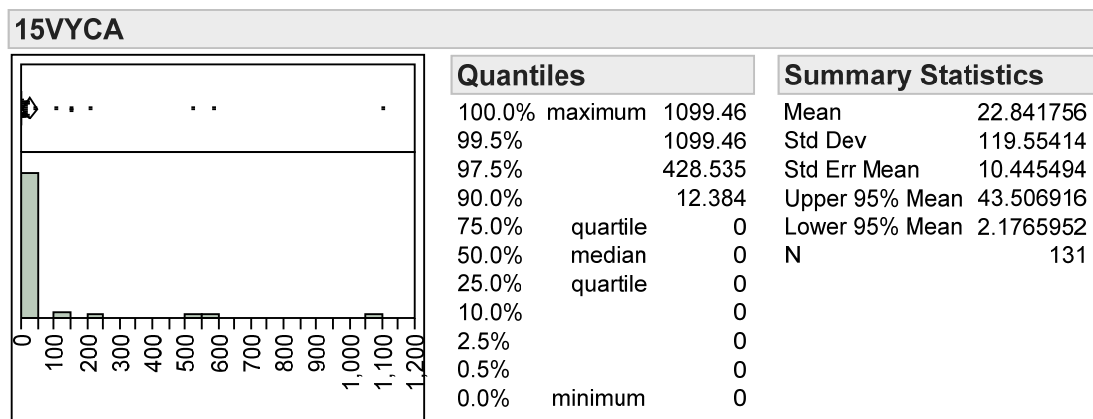 15VYCA
0
100
200
300
400
500
600
700
800
900
1,000
1,100
1,200
Quantiles
100.0% maximum 1099.46
99.5% 1099.46
97.5% 428.535
90.0% 12.384
75.0% quartile 0
50.0% median 0
25.0% quartile 0
10.0% 0
2.5% 0
0.5% 0
0.0% minimum 0
Summary Statistics
Mean 22.841756
Std Dev 119.55414
Std Err Mean 10.445494
Upper 95% Mean 43.506916
Lower 95% Mean 2.1765952
N 131